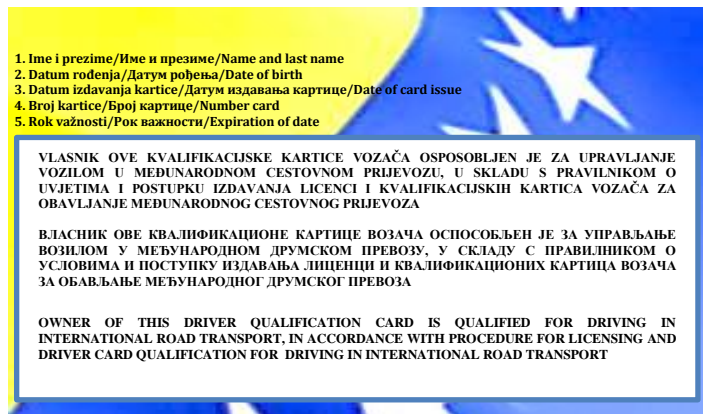 1. Ime i prezime/Име и презиме/Name and last name
2. Datum rođenja/Датум рођења/Date of birth
3. Datum izdavanja kartice/Датум издавања картице/Date of card issue
4. Broj kartice/Број картице/Number card
5. Rok važnosti/Рок важности/Expiration of date
VLASNIK OVE KVALIFIKACIJSKE KARTICE VOZAČA OSPOSOBLJEN JE ZA UPRAVLJANJE
VOZILOM U MEĐUNARODNOM CESTOVNOM PRIJEVOZU, U SKLADU S PRAVILNIKOM O
UVJETIMA I POSTUPKU IZDAVANJA LICENCI I KVALIFIKACIJSKIH KARTICA VOZAČA ZA
OBAVLJANJE MEĐUNARODNOG CESTOVNOG PRIJEVOZA
ВЛАСНИК ОВЕ КВАЛИФИКАЦИОНЕ КАРТИЦЕ ВОЗАЧА ОСПОСОБЉЕН ЈЕ ЗА УПРАВЉАЊЕ
ВОЗИЛОМ У МЕЂУНАРОДНОМ ДРУМСКОМ ПРЕВОЗУ, У СКЛАДУ С ПРАВИЛНИКОМ О
УСЛОВИМА И ПОСТУПКУ ИЗДАВАЊА ЛИЦЕНЦИ И КВАЛИФИКАЦИОНИХ КАРТИЦА ВОЗАЧА
ЗА ОБАВЉАЊЕ МЕЂУНАРОДНОГ ДРУМСКОГ ПРЕВОЗА
OWNER OF THIS DRIVER QUALIFICATION CARD IS QUALIFIED FOR DRIVING IN
INTERNATIONAL ROAD TRANSPORT, IN ACCORDANCE WITH PROCEDURE FOR LICENSING AND
DRIVER CARD QUALIFICATION FOR DRIVING IN INTERNATIONAL ROAD TRANSPORT